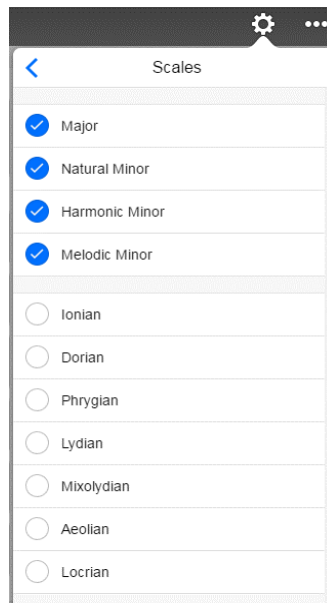 Scales
Major
Natural Minor
Harmonic Minor
Melodic Minor
Ionian
Dorian
Phrygian
Lydian
Mixolydian
Aeolian
Locrian